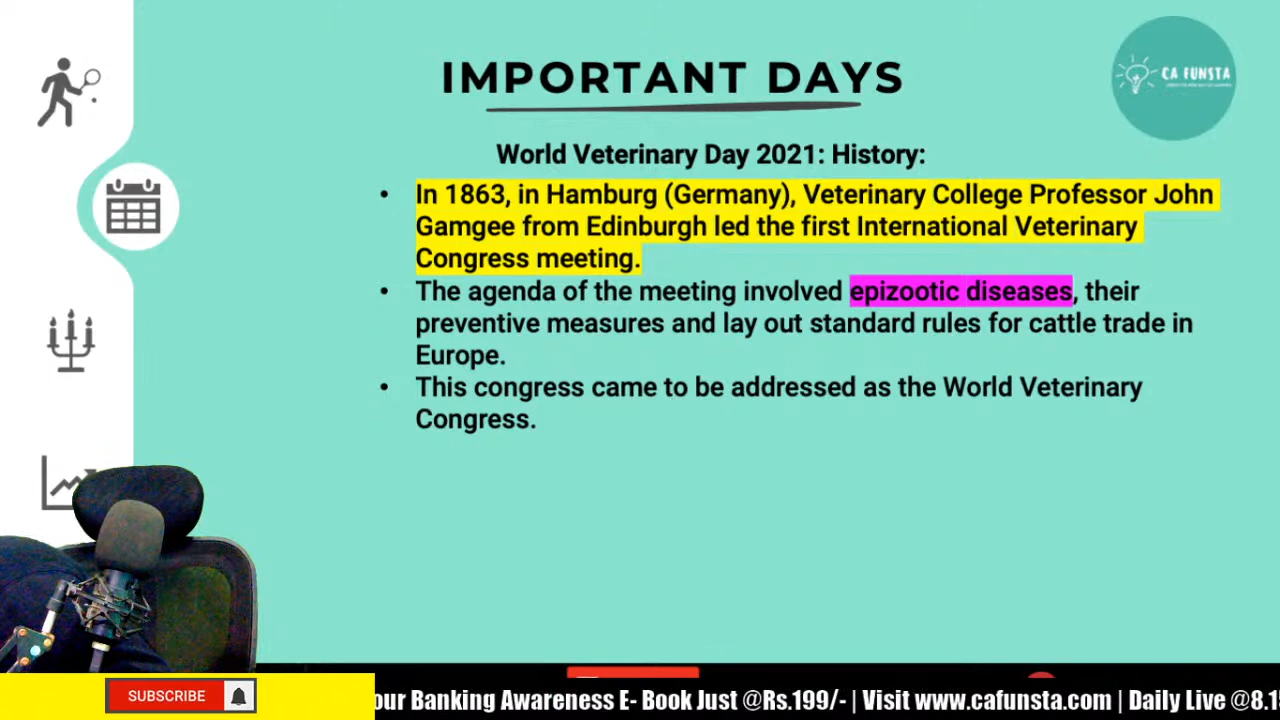 IMPORTANT DAYS
CA FUNSTA
World Veterinary Day 2021: History:
• In 1863, in Hamburg (Germany), Veterinary College Professor John
Gamgee from Edinburgh led the first International Veterinary
Congress meeting.
• The agenda of the meeting involved epizootic diseases, their
preventive measures and lay out standard rules for cattle trade in
Europe.
• This congress came to be addressed as the World Veterinary
Congress.
SUBSCRIBE
our Banking Awareness E- Book Just @Rs.199/- | Visit www.cafunsta.com | Daily Live @8.1